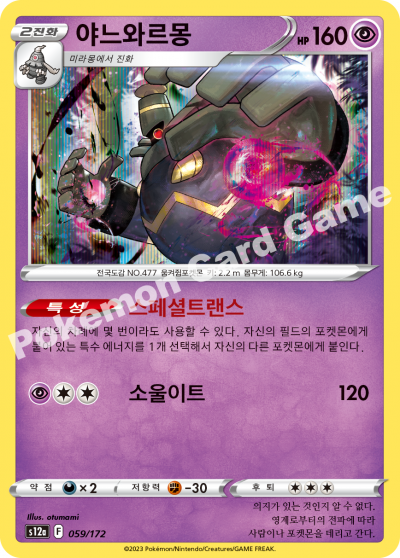 2진화
야느와르몽
HP 160
미라몽에서 진화
Pokémon Card Game
전국도감 NO.477 움켜쥠포켓몬 키: 2.2 m 몸무게: 106.6 kg
특성 스페셜트랜스
자신의 차례에 몇 번이라도 사용할 수 있다. 자신의 필드의 포켓몬에게
붙어 있는 특수 에너지를 1개 선택해서 자신의 다른 포켓몬에게 붙인다.
소울이트 120
약점 ×2 저항력 -30 후퇴
Illus. otumami
s12a F 059/172
의지가 있는 것인지 알 수 없다.
영계로부터의 전파에 따라
사람이나 포켓몬을 데리고 간다.
©2023 Pokémon/Nintendo/Creatures/GAME FREAK.